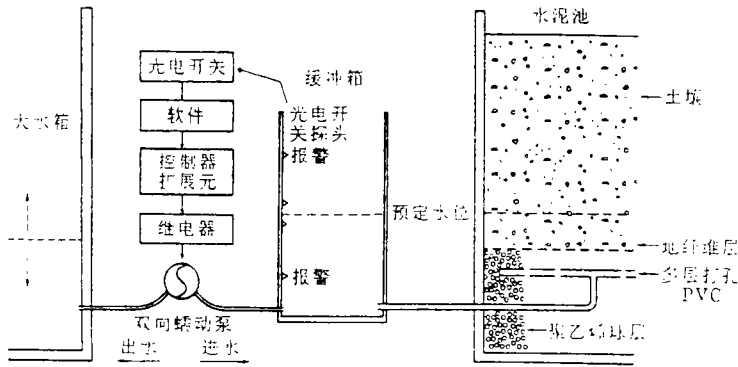 水泥池
光电开关
缓冲箱
土壤
大水箱
软件
光电开
关探头
报警
控制器
扩展元
预定水位
继电器
地纤维层
报警
多层打孔
PVC
双向蠕动泵
聚乙烯球层
出水
进水